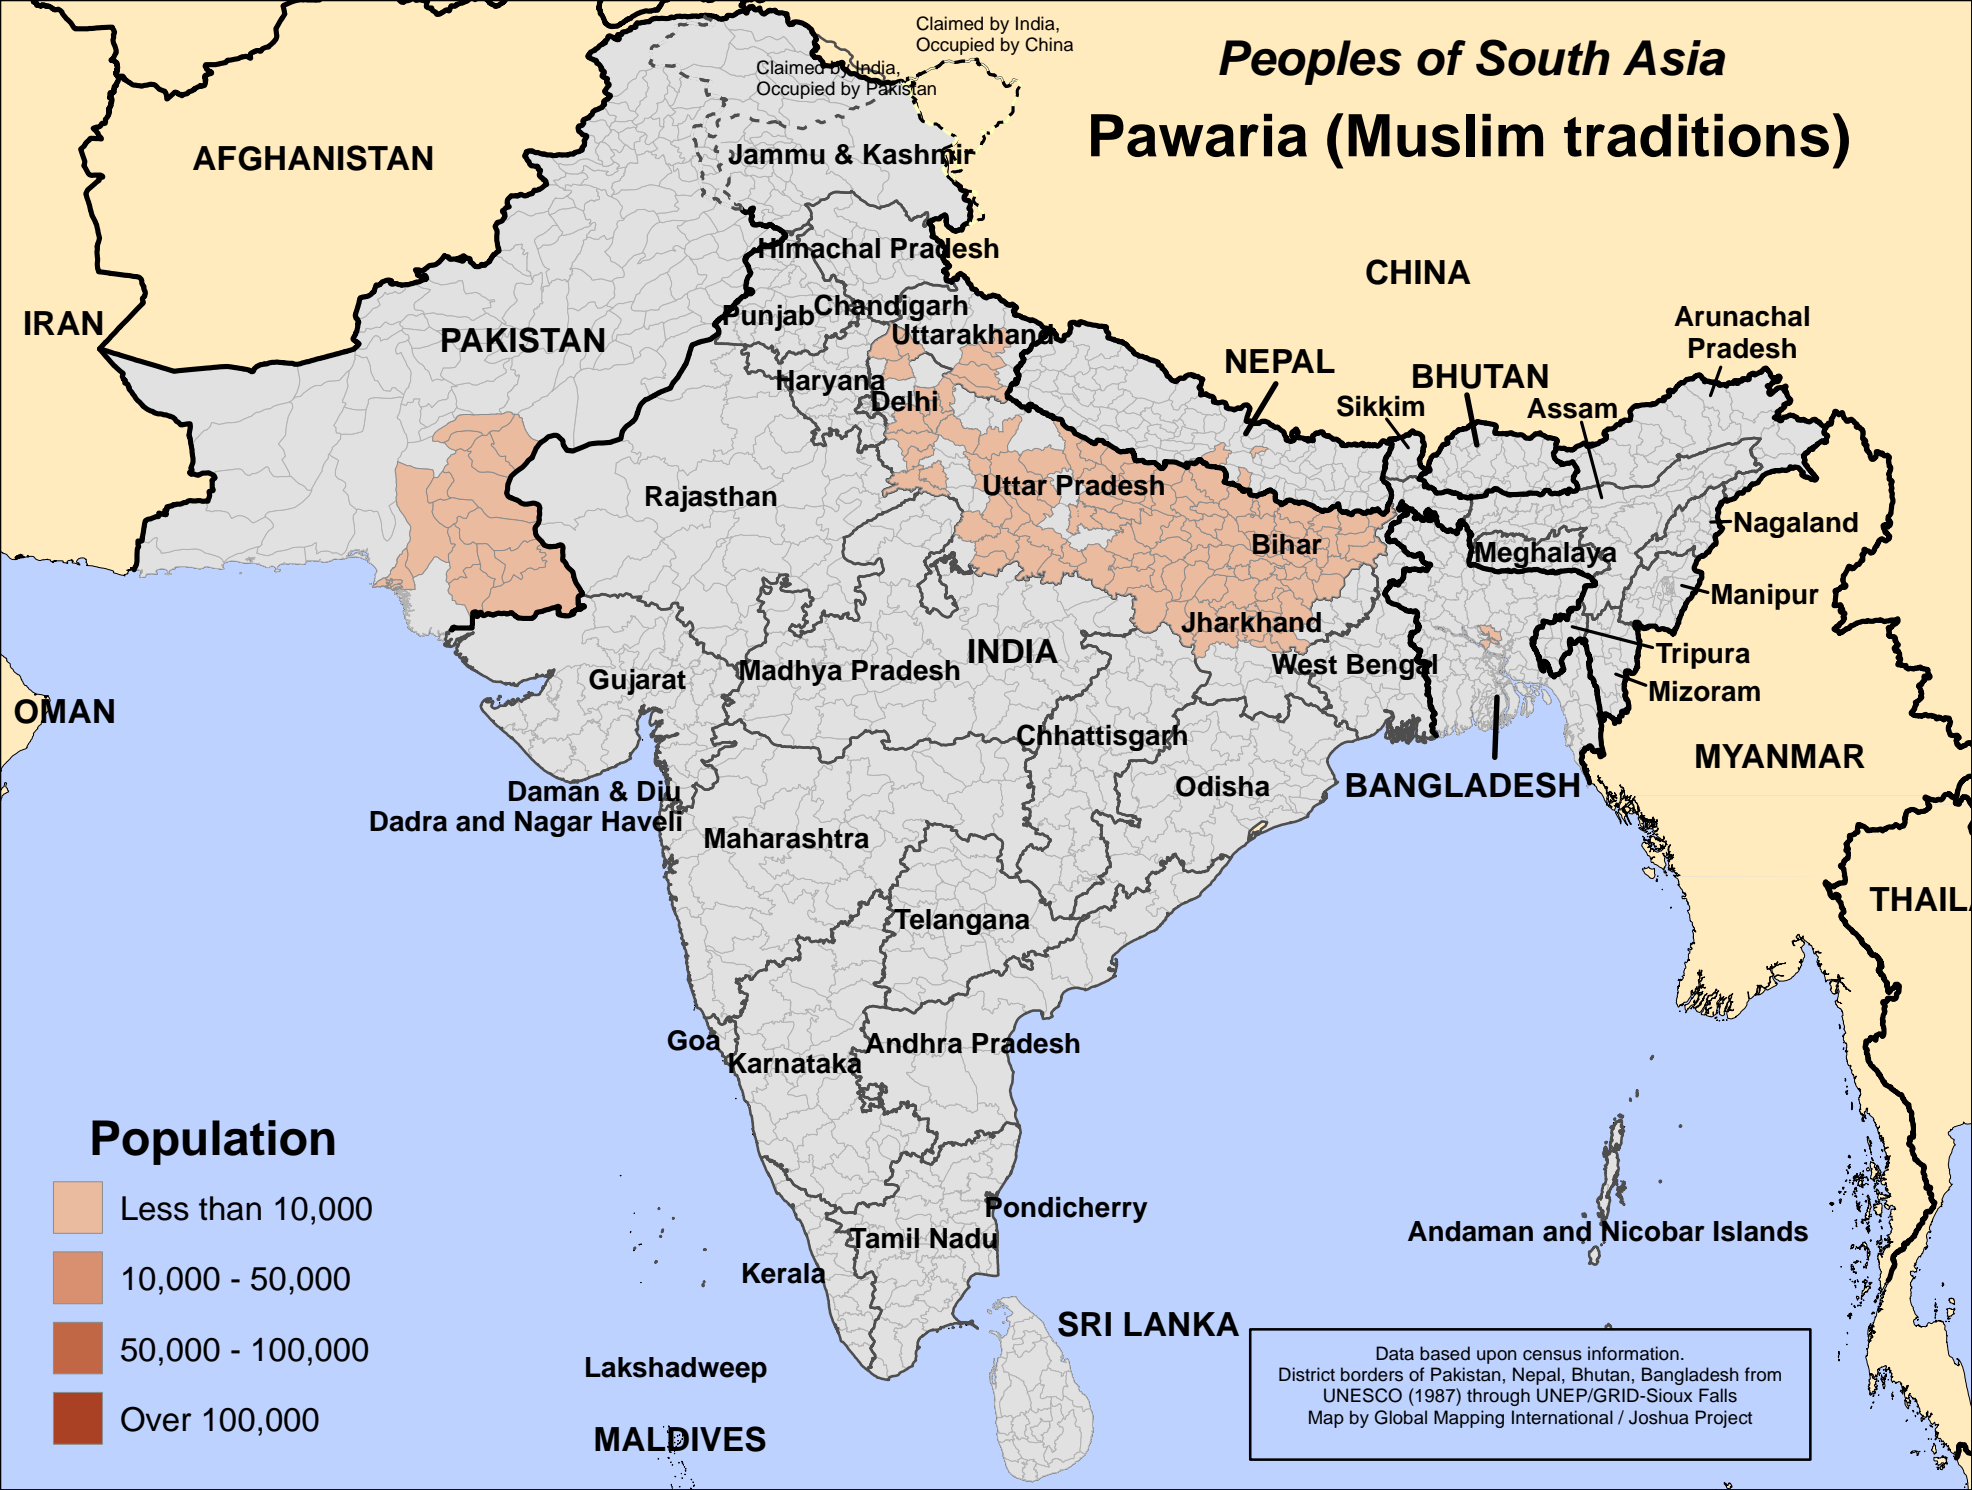 Claimed by India,
Occupied by China
Peoples of South Asia
Claimed by India,
Occupied by Pakistan
Pawaria (Muslim traditions)
AFGHANISTAN
Jammu & Kashmir
Himachal Pradesh
CHINA
IRAN
PAKISTAN
Punjab
Chandigarh
Uttarakhand
Arunachal
Pradesh
NEPAL
BHUTAN
Haryana
Delhi
Sikkim
Assam
Rajasthan
Uttar Pradesh
Bihar
Nagaland
Meghalaya
Manipur
Jharkhand
INDIA
Tripura
Gujarat
Madhya Pradesh
West Bengal
Mizoram
OMAN
Chhattisgarh
MYANMAR
Odisha
BANGLADESH
Daman & Diu
Dadra and Nagar Haveli
Maharashtra
Telangana
Goa
Karnataka
Andhra Pradesh
Population
Less than 10,000
10,000 - 50,000
50,000 - 100,000
Over 100,000
Pondicherry
Tamil Nadu
Kerala
Andaman and Nicobar Islands
SRI LANKA
Lakshadweep
MALDIVES
Data based upon census information.
District borders of Pakistan, Nepal, Bhutan, Bangladesh from
UNESCO (1987) through UNEP/GRID-Sioux Falls
Map by Global Mapping International / Joshua Project